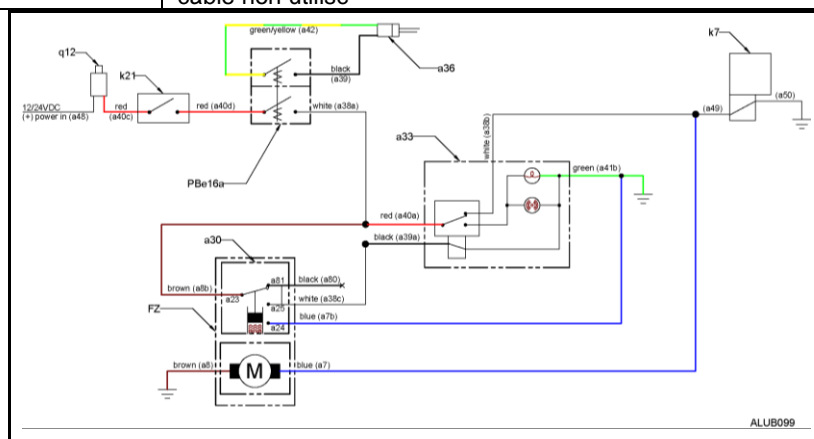 cable non utilisé
green/yellow (a42)
q12
k7
k21
black
(a39)
a36
12/24VDC
(+) power in (a48)
red
(a40c)
red (a40d)
white (a38a)
(a49)
(a50)
white (a38b)
a33
PBe16a
green (a41b)
red (a40a)
black (a39a)
a30
a81
black (a80)
brown (a8b)
a23
a25
white (a38c)
FZ
a24
blue (a7b)
brown (a8)
M
blue (a7)
ALUB099